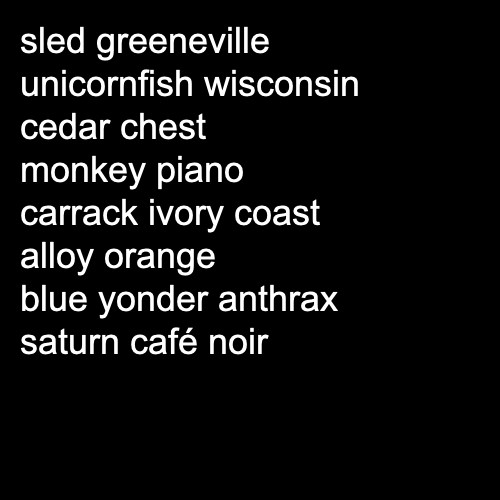 sled greeneville
unicornfish wisconsin
cedar chest
monkey piano
carrack ivory coast
alloy orange
blue yonder anthrax
saturn café noir